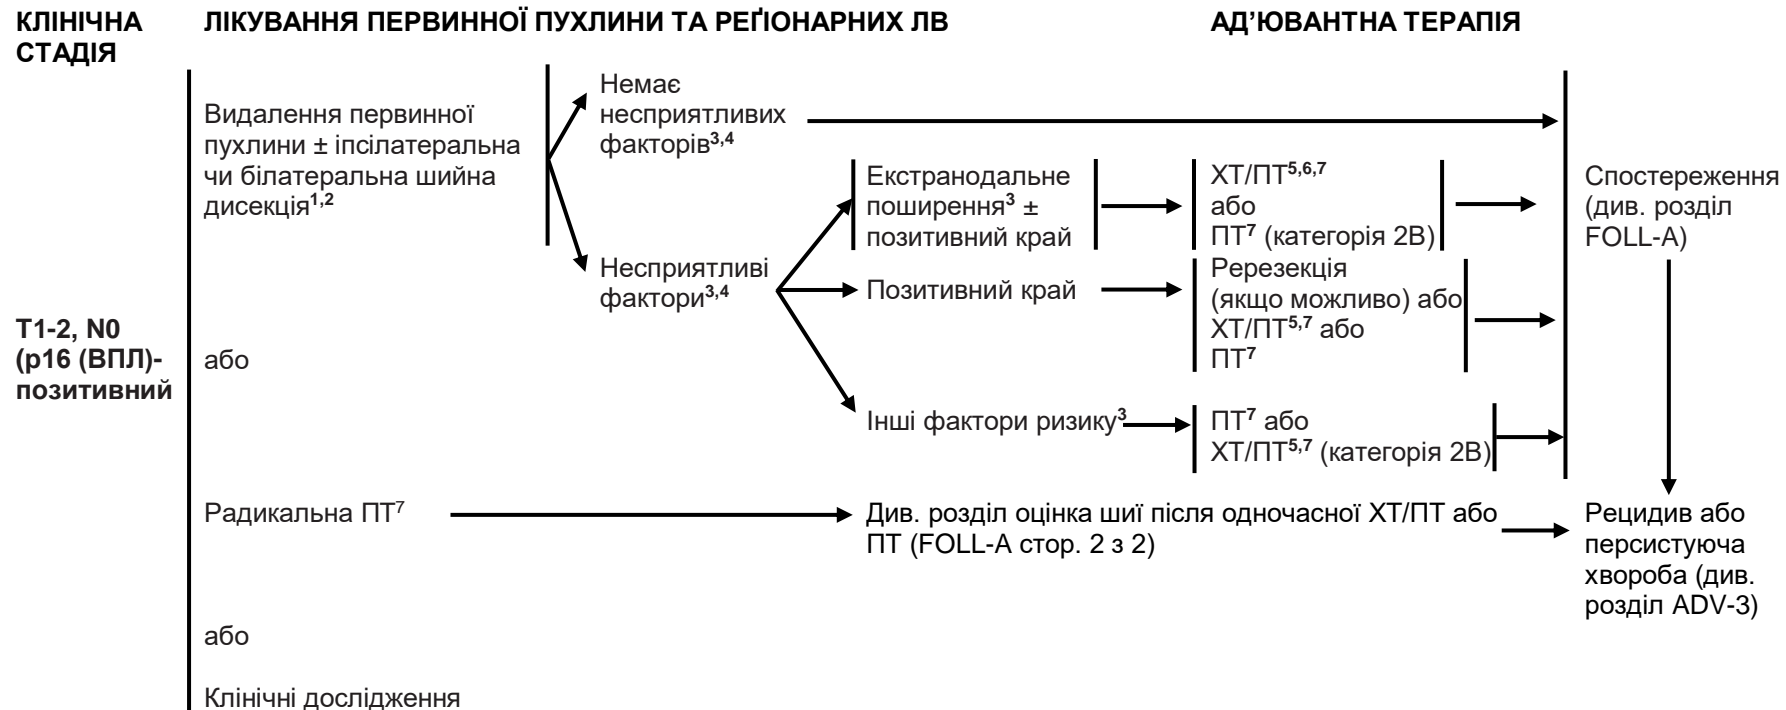 КЛІНІЧНА
СТАДІЯ
ЛІКУВАННЯ ПЕРВИННОЇ ПУХЛИНИ ТА РЕҐІОНАРНИХ ЛВ
АД’ЮВАНТНА ТЕРАПІЯ
Т1-2, N0
(p16 (ВПЛ)-
позитивний
Видалення первинної
пухлини ± іпсілатеральна
чи білатеральна шийна
дисекція1,2
Немає
несприятливих
факторів3,4
Несприятливі
фактори3,4
Екстранодальне
поширення3 ±
позитивний край
ХТ/ПТ5,6,7
або
ПТ7 (категорія 2В)
Позитивний край
Ререзекція
(якщо можливо) або
ХТ/ПТ5,7 або
ПТ7
Інші фактори ризику3
ПТ7 або
ХТ/ПТ5,7 (категорія 2В)
Спостереження
(див. розділ
FOLL-A)
або
Радикальна ПТ7
Див. розділ оцінка шиї після одночасної ХТ/ПТ або
ПТ (FOLL-A стор. 2 з 2)
Рецидив або
персистуюча
хвороба (див.
розділ ADV-3)
або
Клінічні дослідження